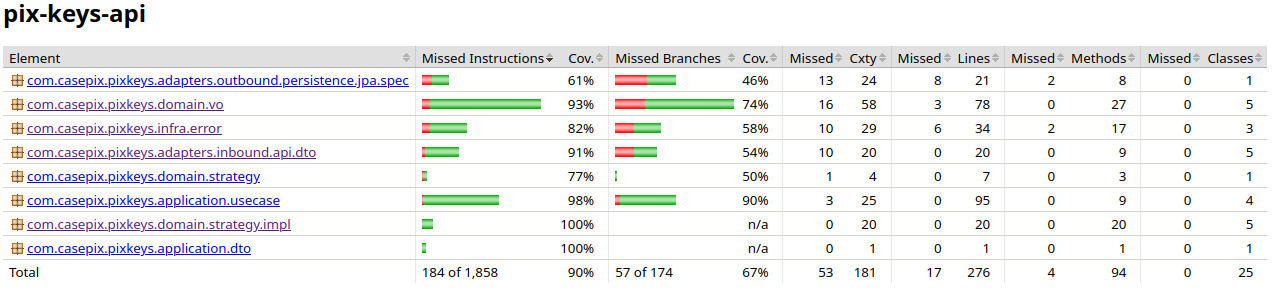 pix-keys-api
Element Missed Instructions Cov. Missed Branches Cov. Missed Cxty Missed Lines Missed Methods Missed Classes
com.casepix.pixkeys.adapters.outbound.persistence.jpa.spec 61% 46% 13 24 8 21 2 8 0 1
com.casepix.pixkeys.domain.vo 93% 74% 16 58 3 78 0 27 0 5
com.casepix.pixkeys.infra.error 82% 58% 10 29 6 34 2 17 0 3
com.casepix.pixkeys.adapters.inbound.api.dto 91% 54% 10 20 0 20 0 9 0 5
com.casepix.pixkeys.domain.strategy 77% 50% 1 4 0 7 0 3 0 1
com.casepix.pixkeys.application.usecase 98% 90% 3 25 0 95 0 9 0 4
com.casepix.pixkeys.domain.strategy.impl 100% n/a 0 20 0 20 0 20 0 5
com.casepix.pixkeys.application.dto 100% n/a 0 1 0 1 0 1 0 1
Total 184 of 1,858 90% 57 of 174 67% 53 181 17 276 4 94 0 25